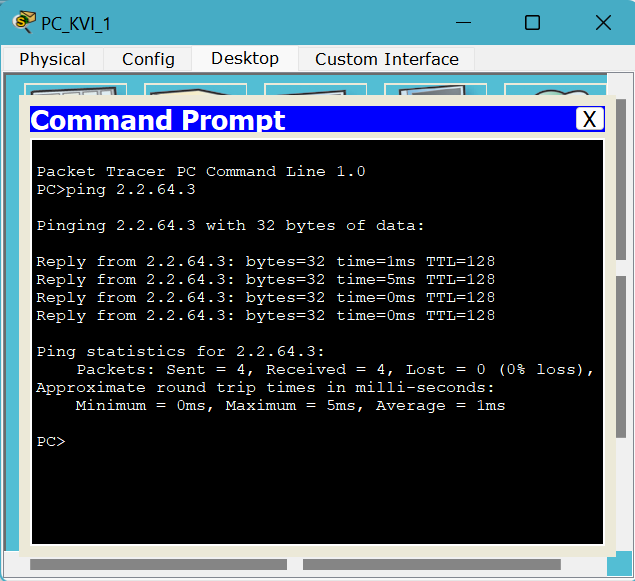 PC_KVI_1
Physical Config Desktop Custom Interface
Command Prompt X
Packet Tracer PC Command Line 1.0
PC>ping 2.2.64.3
Pinging 2.2.64.3 with 32 bytes of data:
Reply from 2.2.64.3: bytes=32 time=1ms TTL=128
Reply from 2.2.64.3: bytes=32 time=5ms TTL=128
Reply from 2.2.64.3: bytes=32 time=0ms TTL=128
Reply from 2.2.64.3: bytes=32 time=0ms TTL=128
Ping statistics for 2.2.64.3:
Packets: Sent = 4, Received = 4, Lost = 0 (0% loss),
Approximate round trip times in milli-seconds:
Minimum = 0ms, Maximum = 5ms, Average = 1ms
PC>